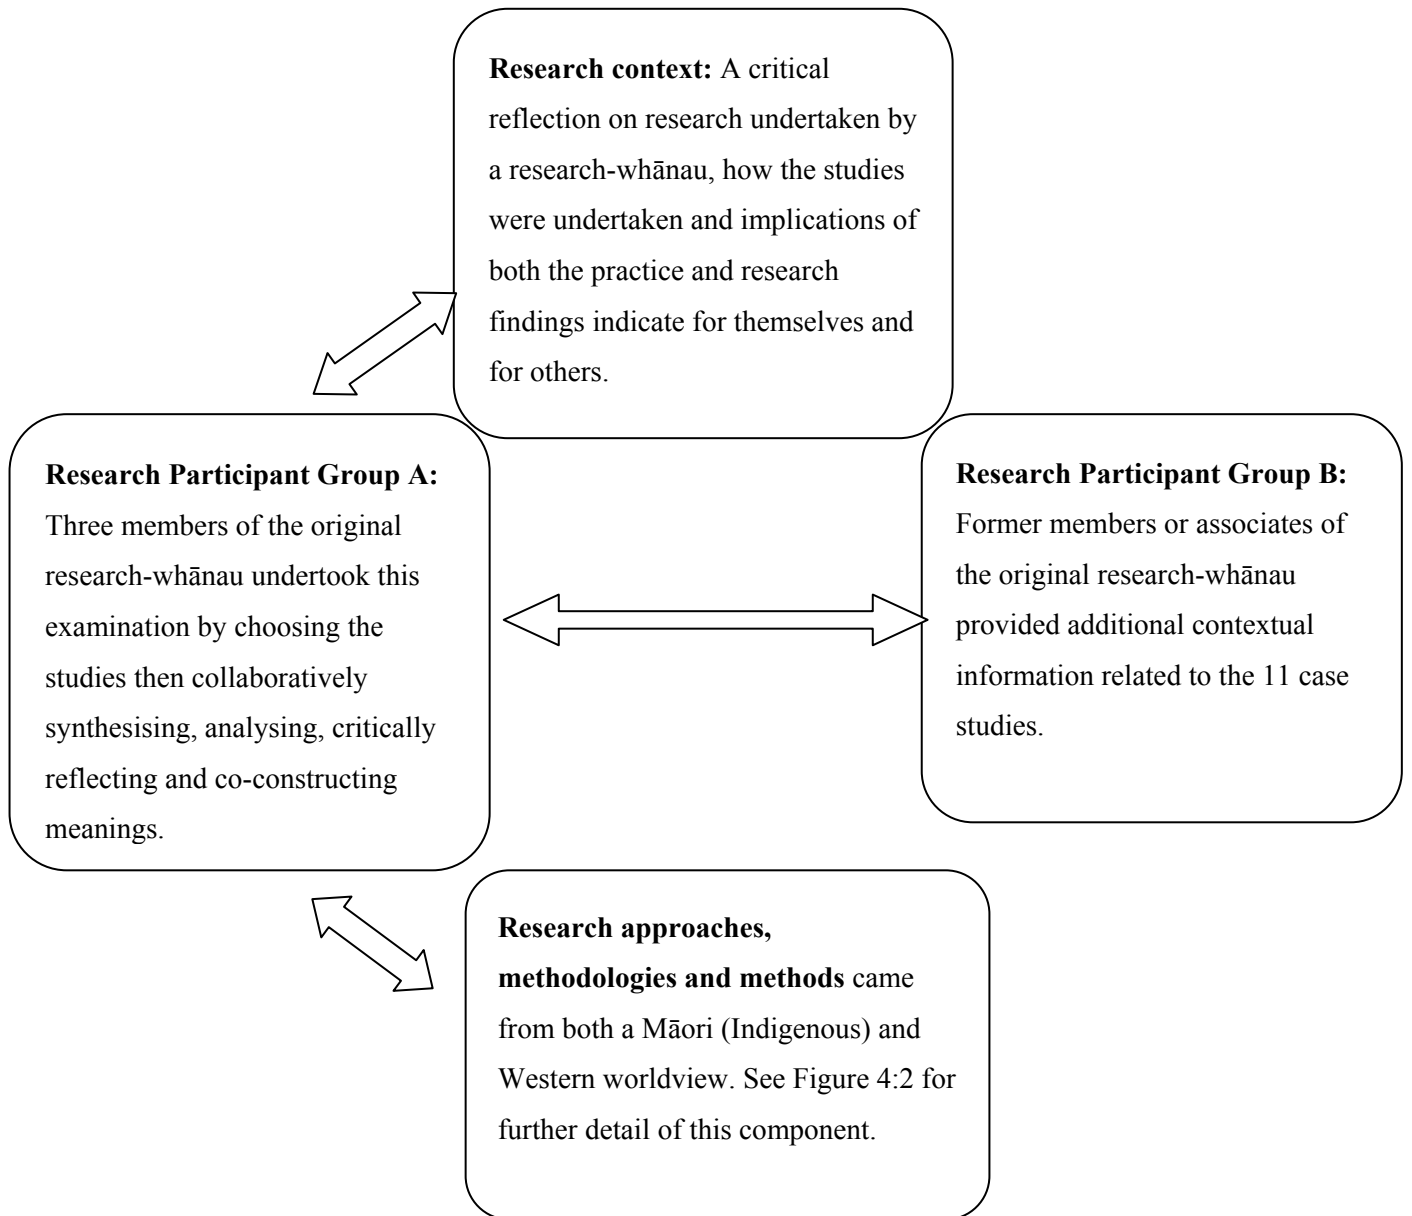 Research context: A critical
reflection on research undertaken by
a research-whānau, how the studies
were undertaken and implications of
both the practice and research
findings indicate for themselves and
for others.
Research Participant Group A:
Three members of the original
research-whānau undertook this
examination by choosing the
studies then collaboratively
synthesising, analysing, critically
reflecting and co-constructing
meanings.
Research Participant Group B:
Former members or associates of
the original research-whānau
provided additional contextual
information related to the 11 case
studies.
Research approaches,
methodologies and methods came
from both a Māori (Indigenous) and
Western worldview. See Figure 4:2 for
further detail of this component.